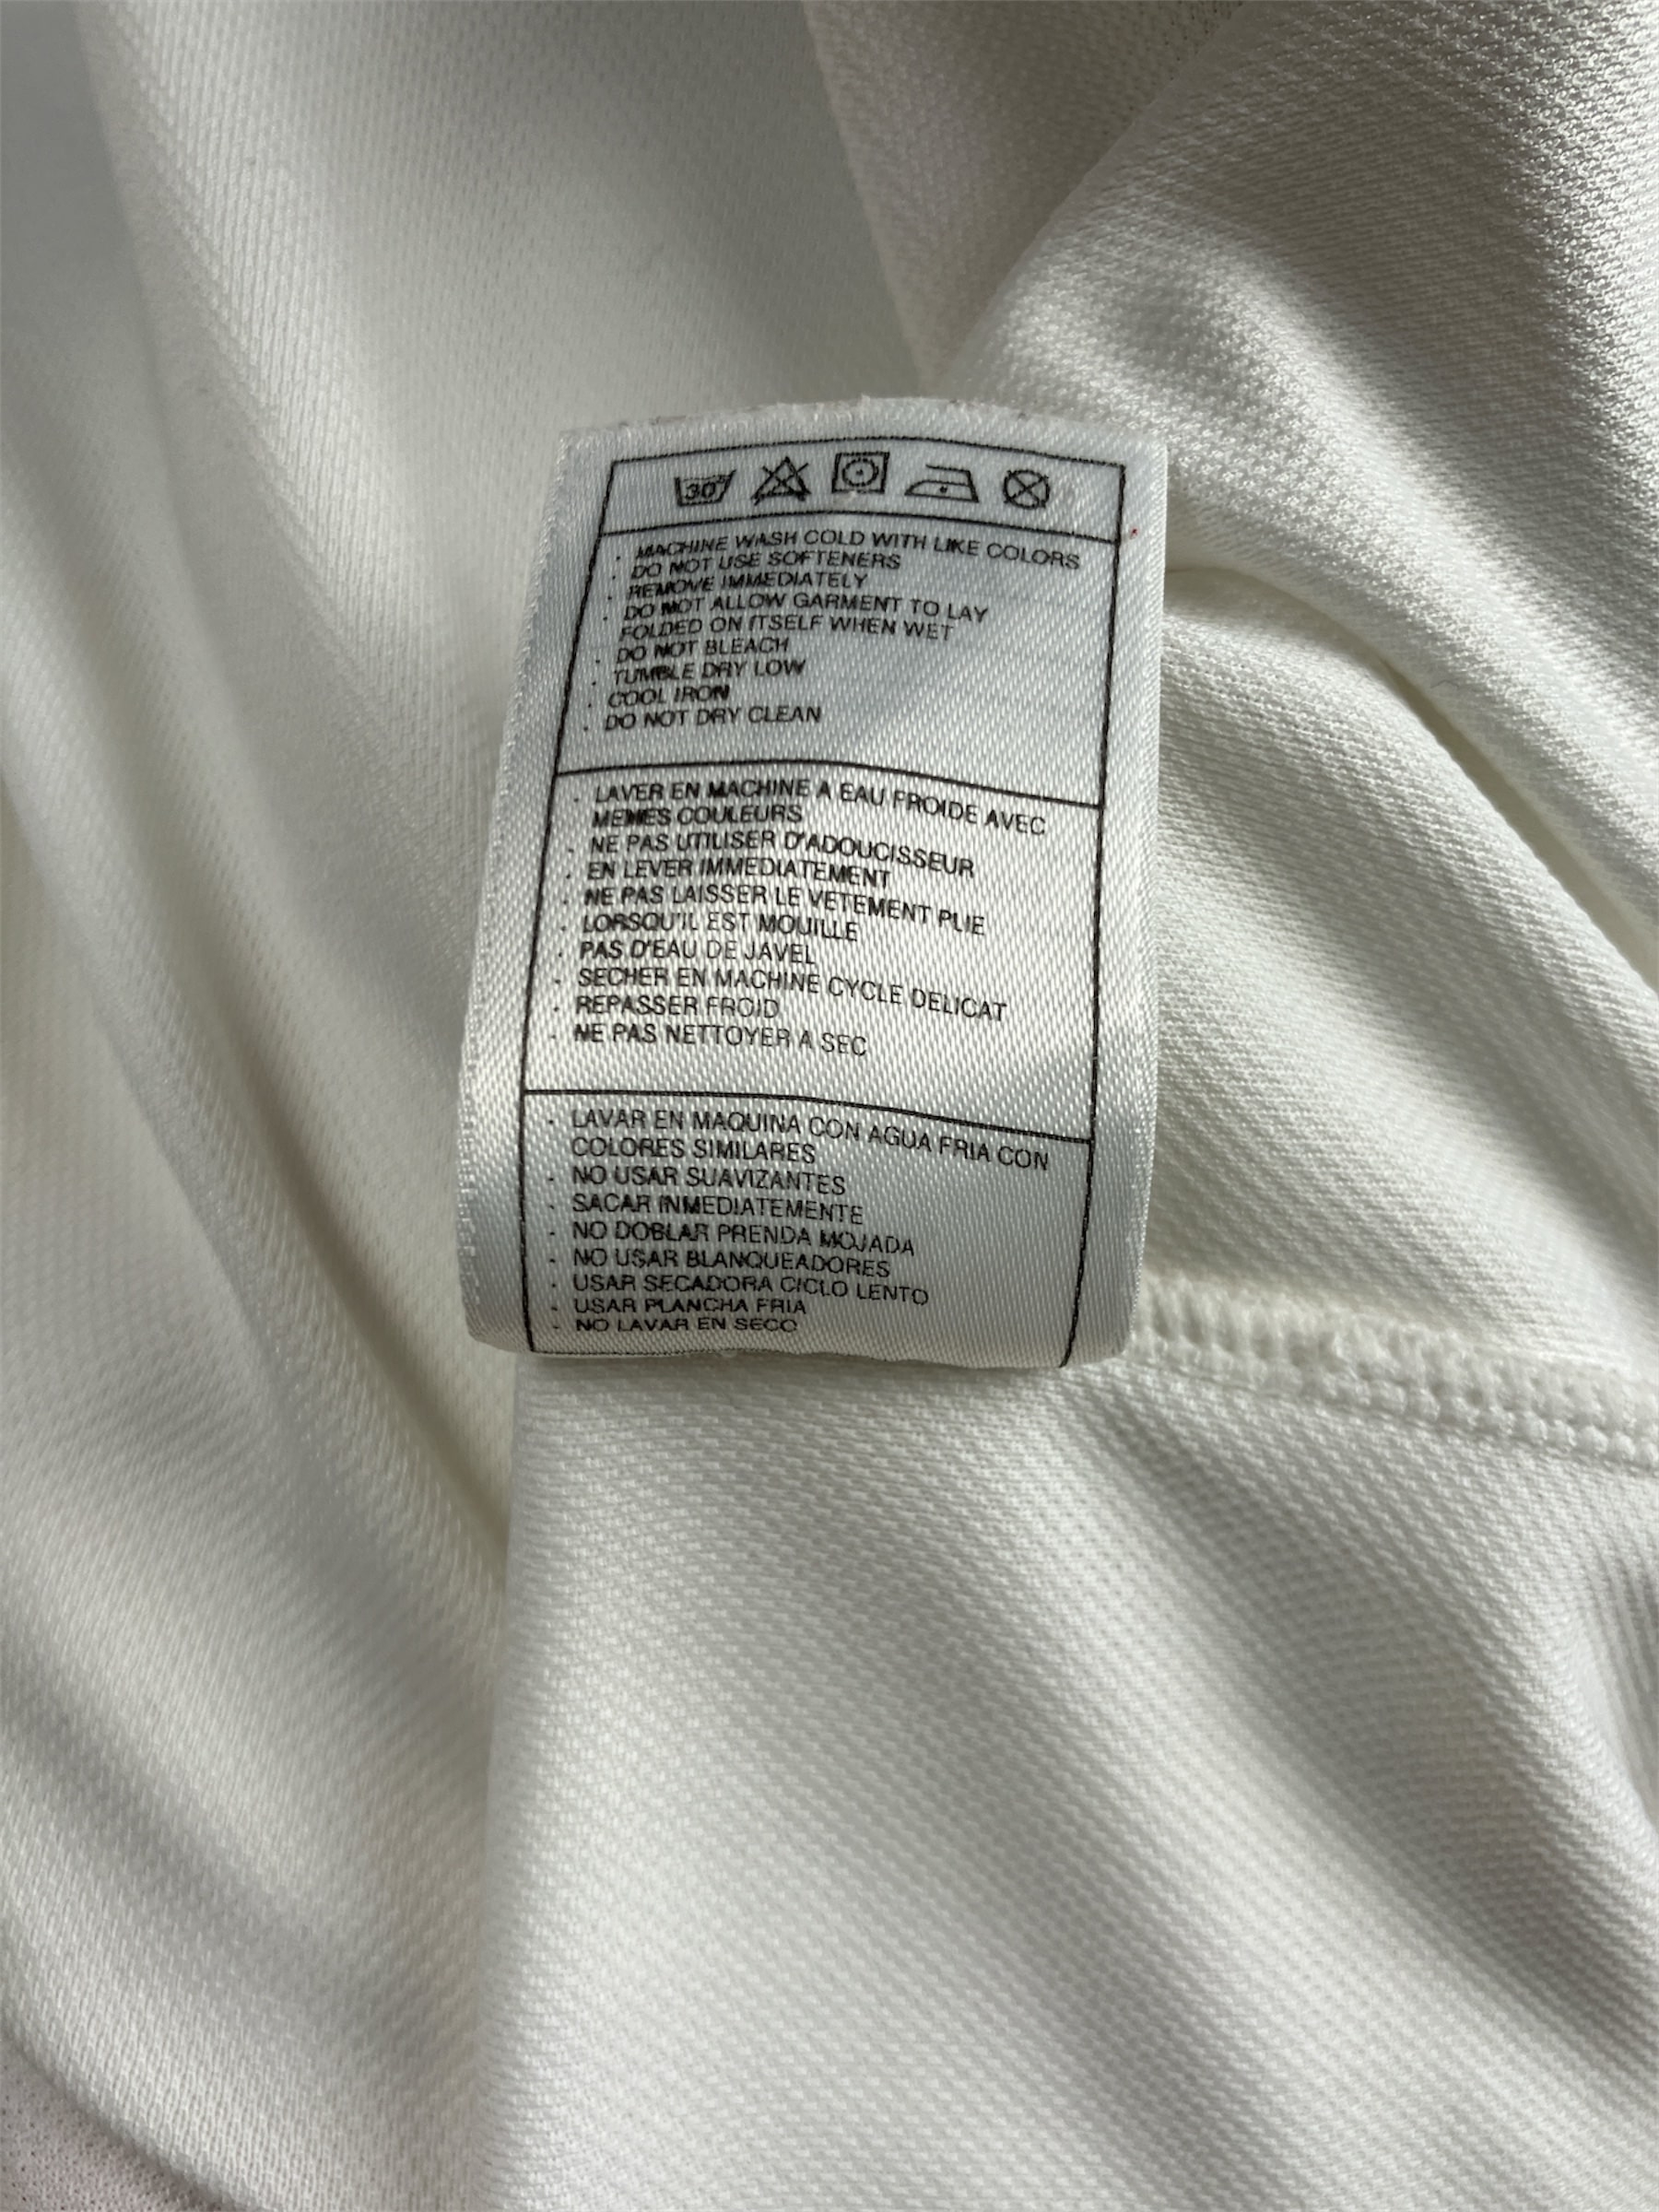 30
. MACHINE WASH COLD WITH LIKE COLORS
. DO NOT USE SOFTENERS
. REMOVE IMMEDIATELY
. DO NOT ALLOW GARMENT TO LAY
FOLDED ON ITSELF WHEN WET
. DO NOT BLEACH
. TUMBLE DRY LOW
. COOL IRON
. DO NOT DRY CLEAN
. LAVER EN MACHINE A EAU FROIDE AVEC
MEMES COULEURS
. NE PAS UTILISER D'ADOUCISSEUR
. EN LEVER IMMEDIATEMENT
. NE PAS LAISSER LE VETEMENT PLIE
. LORSQU'IL EST MOUILLE
. PAS D'EAU DE JAVEL
. SECHER EN MACHINE CYCLE DELICAT
. REPASSER FROID
. NE PAS NETTOYER A SEC
. LAVAR EN MAQUINA CON AGUA FRIA CON
COLORES SIMILARES
. NO USAR SUAVIZANTES
. SACAR INMEDIATEMENTE
. NO DOBLAR PRENDA MOJADA
. NO USAR BLANQUEADORES
. USAR SECADORA CICLO LENTO
. USAR PLANCHA FRIA
. NO LAVAR EN SECO